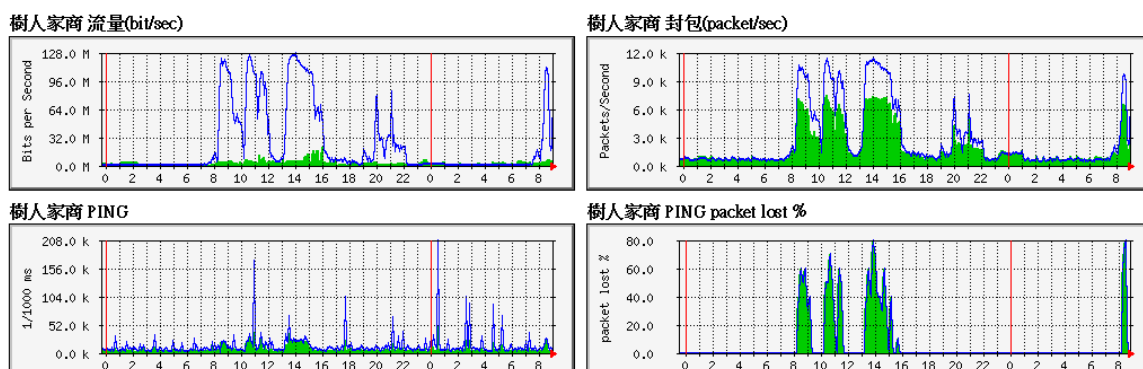 樹人家商 流量(bit/sec)
Bits per Second
128.0 M
96.0 M
64.0 M
32.0 M
0.0 M
0 2 4 6 8 10 12 14 16 18 20 22 0 2 4 6 8
樹人家商 封包(packet/sec)
Packets/Second
12.0 k
9.0 k
6.0 k
3.0 k
0.0 k
0 2 4 6 8 10 12 14 16 18 20 22 0 2 4 6 8
樹人家商 PING
1/1000 ms
208.0 k
156.0 k
104.0 k
52.0 k
0.0 k
0 2 4 6 8 10 12 14 16 18 20 22 0 2 4 6 8
樹人家商 PING packet lost %
packet lost %
80.0
60.0
40.0
20.0
0.0
0 2 4 6 8 10 12 14 16 18 20 22 0 2 4 6 8